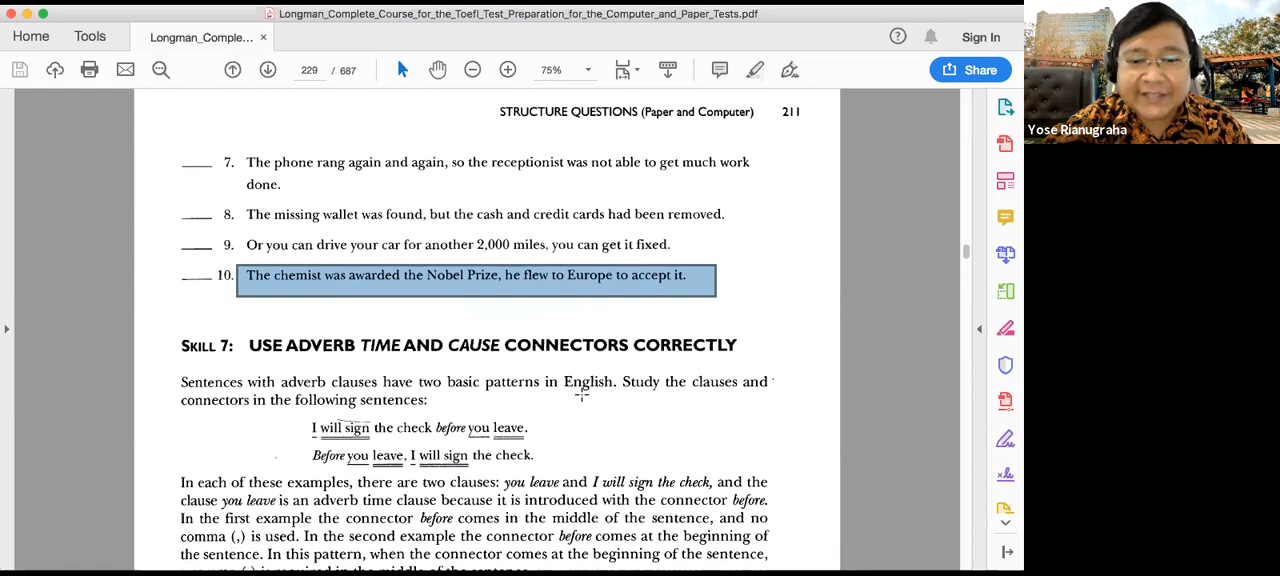 Longman_Complete_Course_for_the_Toefl_Test_Preparation_for_the_Computer_and_Paper_Tests.pdf
Home Tools Longman_Comple... × Sign In
229 / 687 75% Share
STRUCTURE QUESTIONS (Paper and Computer) 211
Yose Rianugraha
____ 7. The phone rang again and again, so the receptionist was not able to get much work
done.
____ 8. The missing wallet was found, but the cash and credit cards had been removed.
____ 9. Or you can drive your car for another 2,000 miles, you can get it fixed.
____ 10. The chemist was awarded the Nobel Prize, he flew to Europe to accept it.
SKILL 7: USE ADVERB TIME AND CAUSE CONNECTORS CORRECTLY
Sentences with adverb clauses have two basic patterns in English. Study the clauses and
connectors in the following sentences:
I will sign the check before you leave.
Before you leave, I will sign the check.
In each of these examples, there are two clauses: you leave and I will sign the check, and the
clause you leave is an adverb time clause because it is introduced with the connector before.
In the first example the connector before comes in the middle of the sentence, and no
comma (,) is used. In the second example the connector before comes at the beginning of
the sentence. In this pattern, when the connector comes at the beginning of the sentence,